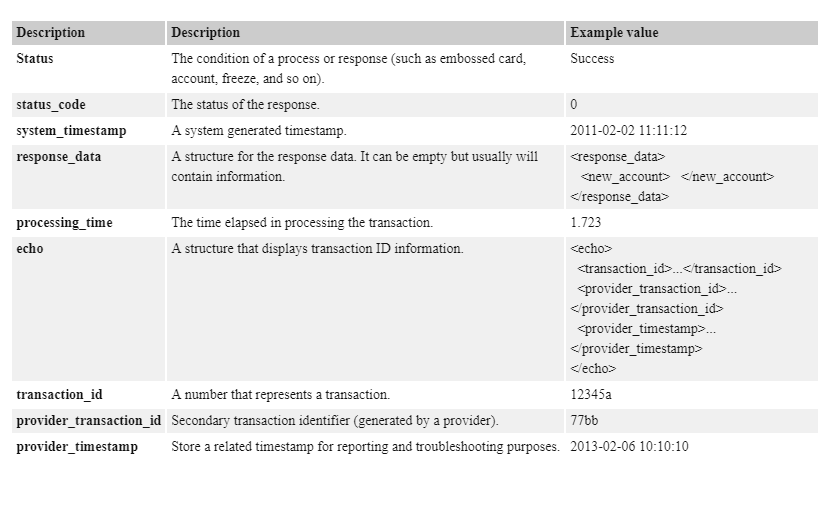 Description Description Example value
Status The condition of a process or response (such as embossed card, Success
account, freeze, and so on).
status_code The status of the response. 0
system_timestamp A system generated timestamp. 2011-02-02 11:11:12
response_data A structure for the response data. It can be empty but usually will <response_data>
contain information. <new_account> </new_account>
</response_data>
processing_time The time elapsed in processing the transaction. 1.723
echo A structure that displays transaction ID information. <echo>
<transaction_id>...</transaction_id>
<provider_transaction_id>...
</provider_transaction_id>
<provider_timestamp>...
</provider_timestamp>
</echo>
transaction_id A number that represents a transaction. 12345a
provider_transaction_id Secondary transaction identifier (generated by a provider). 77bb
provider_timestamp Store a related timestamp for reporting and troubleshooting purposes. 2013-02-06 10:10:10